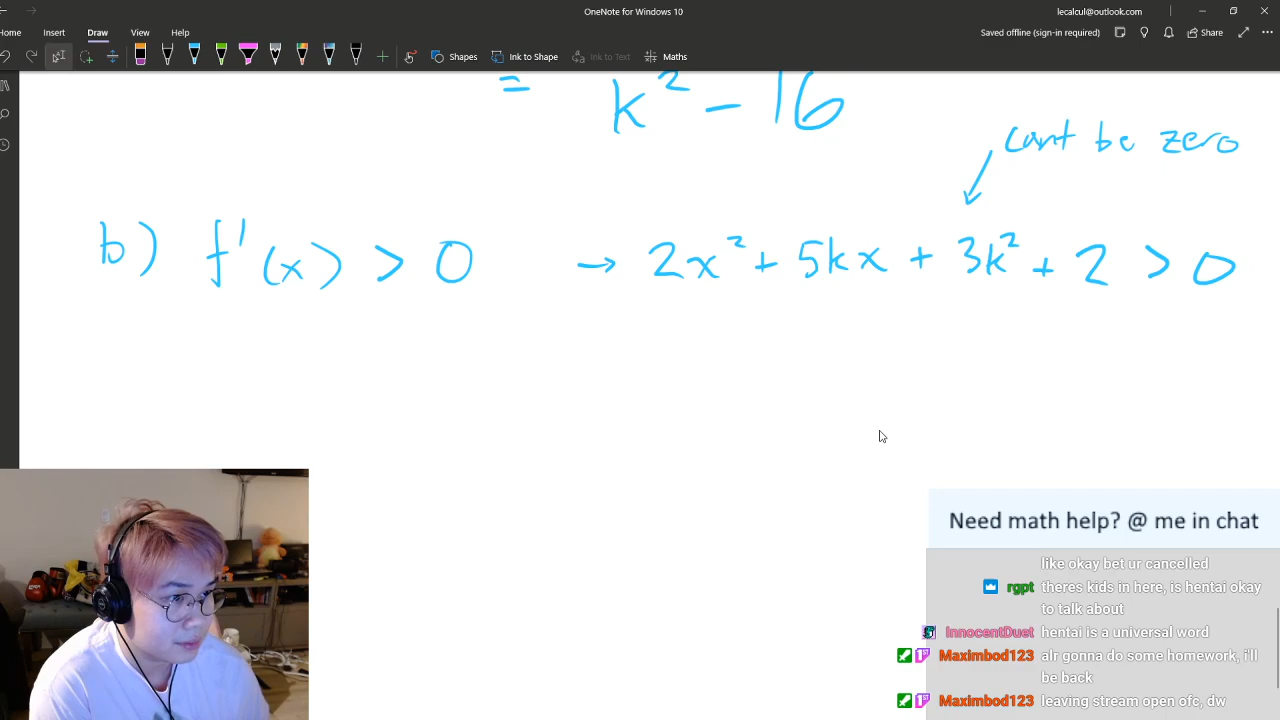 OneNote for Windows 10
lecalcul@outlook.com
Home Insert Draw View Help
Saved offline (sign-in required)
Share
Shapes
Ink to Shape
Ink to Text
Maths
= k² - 16
can't be zero
b) f'(x) > 0 → 2x² + 5kx + 3k² + 2 > 0
Need math help? @ me in chat
like okay bet ur cancelled
rgpt theres kids in here, is hentai okay
to talk about
InnocentDuet hentai is a universal word
Maximbod123 alr gonna do some homework, i'll
be back
Maximbod123 leaving stream open ofc, dw